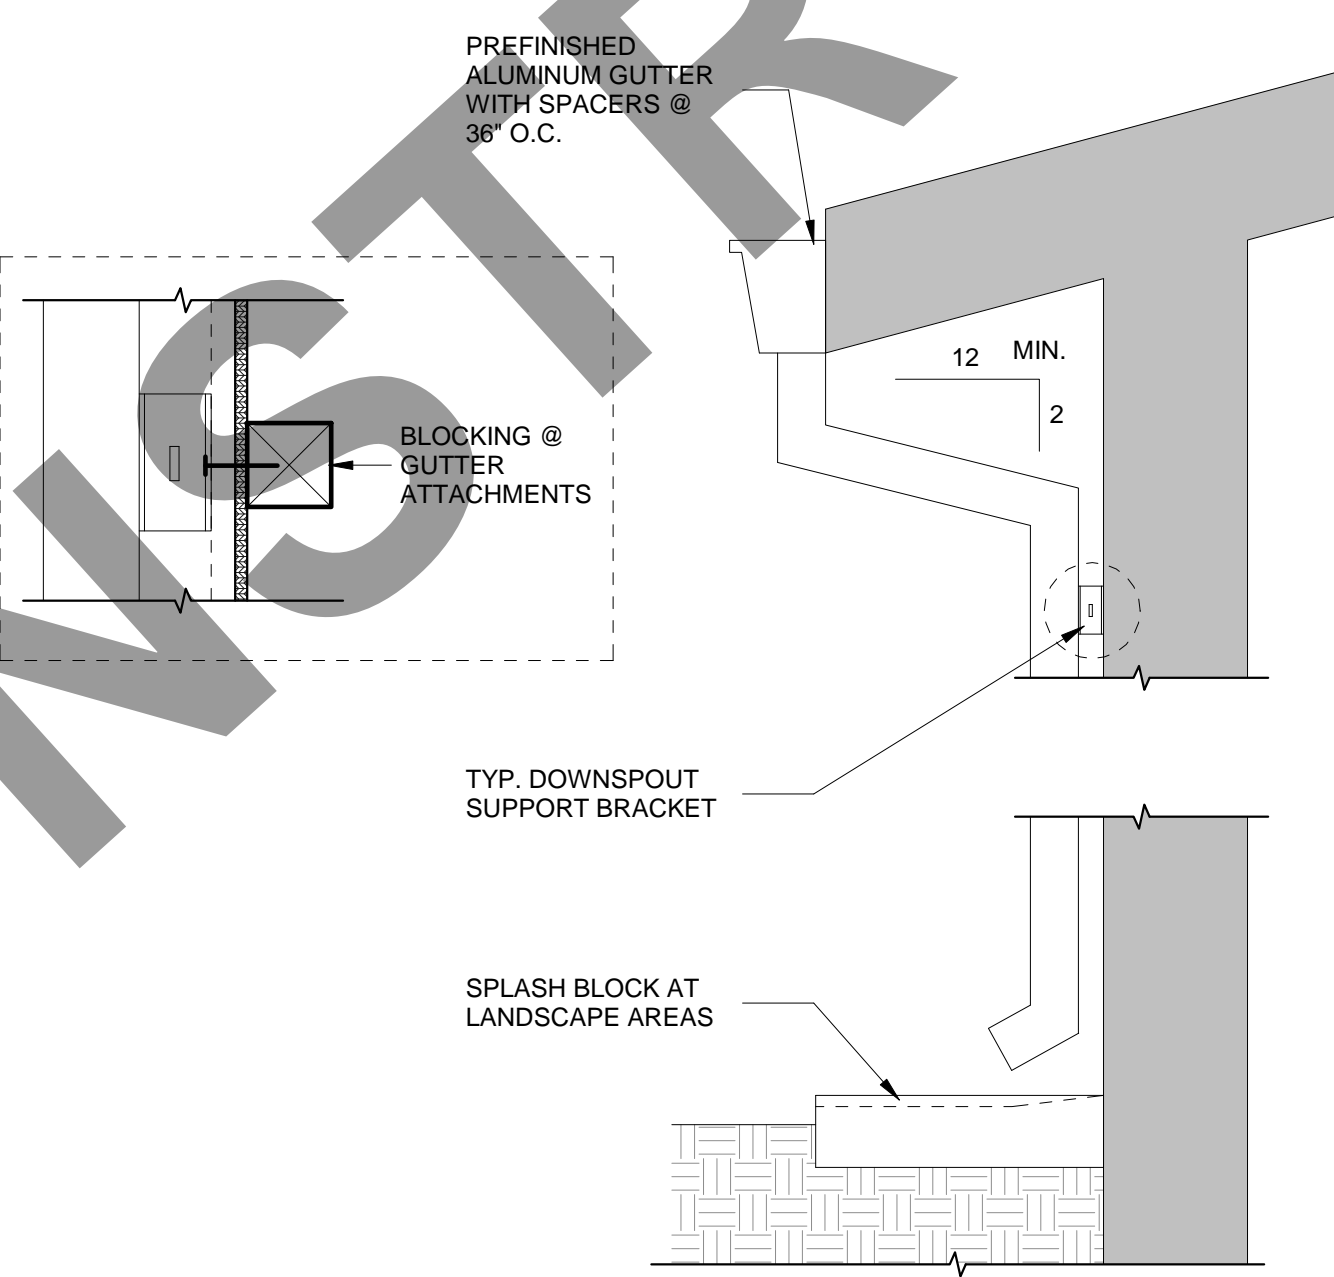 PREFINISHED
ALUMINUM GUTTER
WITH SPACERS @
36" O.C.
12 MIN.
2
BLOCKING @
GUTTER
ATTACHMENTS
TYP. DOWNSPOUT
SUPPORT BRACKET
SPLASH BLOCK AT
LANDSCAPE AREAS